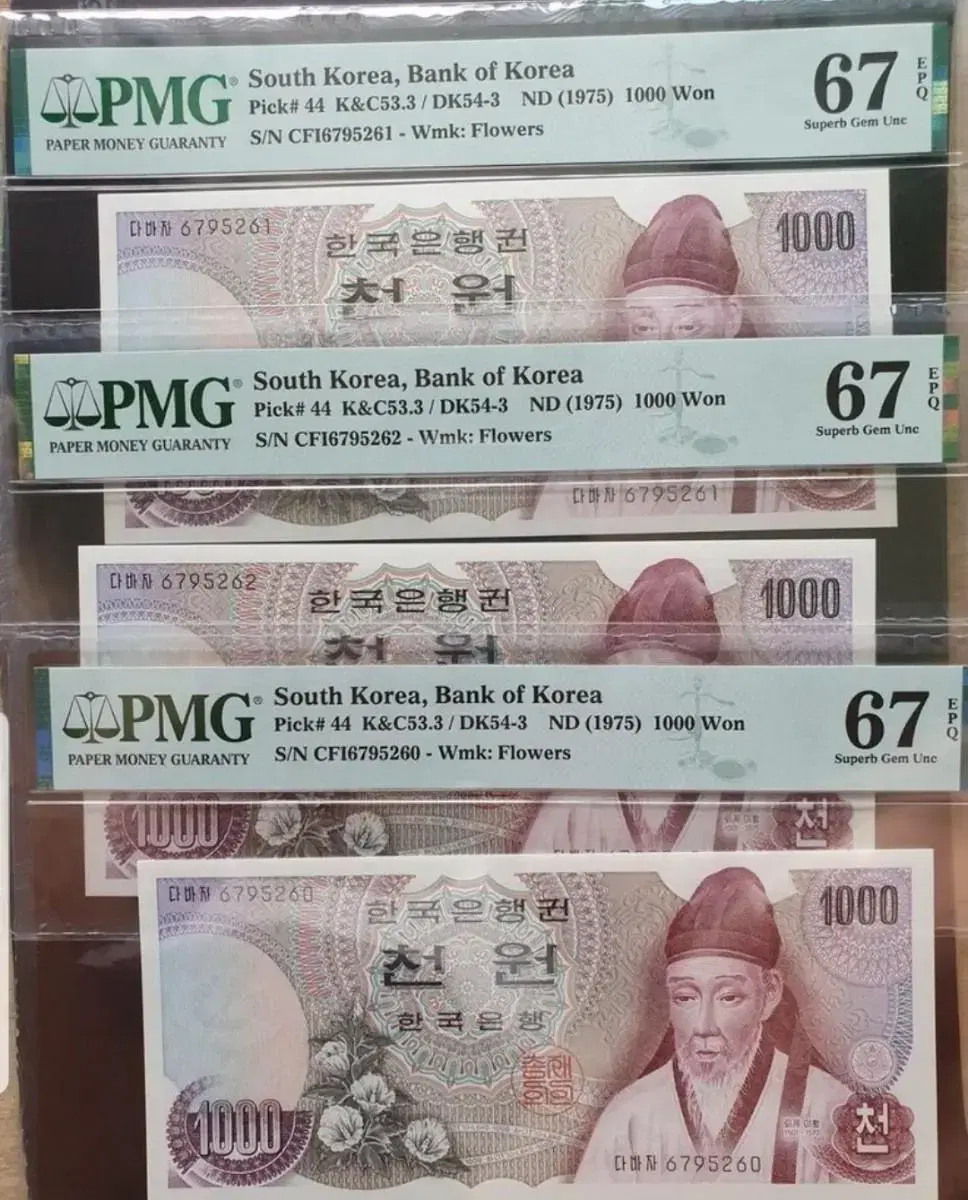 PMG®
PAPER MONEY GUARANTY
South Korea, Bank of Korea
Pick# 44 K&C53.3 / DK54-3 ND (1975) 1000 Won
S/N CFI6795261 - Wmk: Flowers
67
EPQ
Superb Gem Unc
다바자 6795261
한국은행권
천 원
1000
PMG®
PAPER MONEY GUARANTY
South Korea, Bank of Korea
Pick# 44 K&C53.3 / DK54-3 ND (1975) 1000 Won
S/N CFI6795262 - Wmk: Flowers
67
EPQ
Superb Gem Unc
다바자 6795261
다바자 6795262
한국은행권
천 원
1000
PMG®
PAPER MONEY GUARANTY
South Korea, Bank of Korea
Pick# 44 K&C53.3 / DK54-3 ND (1975) 1000 Won
S/N CFI6795260 - Wmk: Flowers
67
EPQ
Superb Gem Unc
1000
천
다바자 6795260
한국은행권
천 원
한국은행
1000
1000
천
다바자 6795260